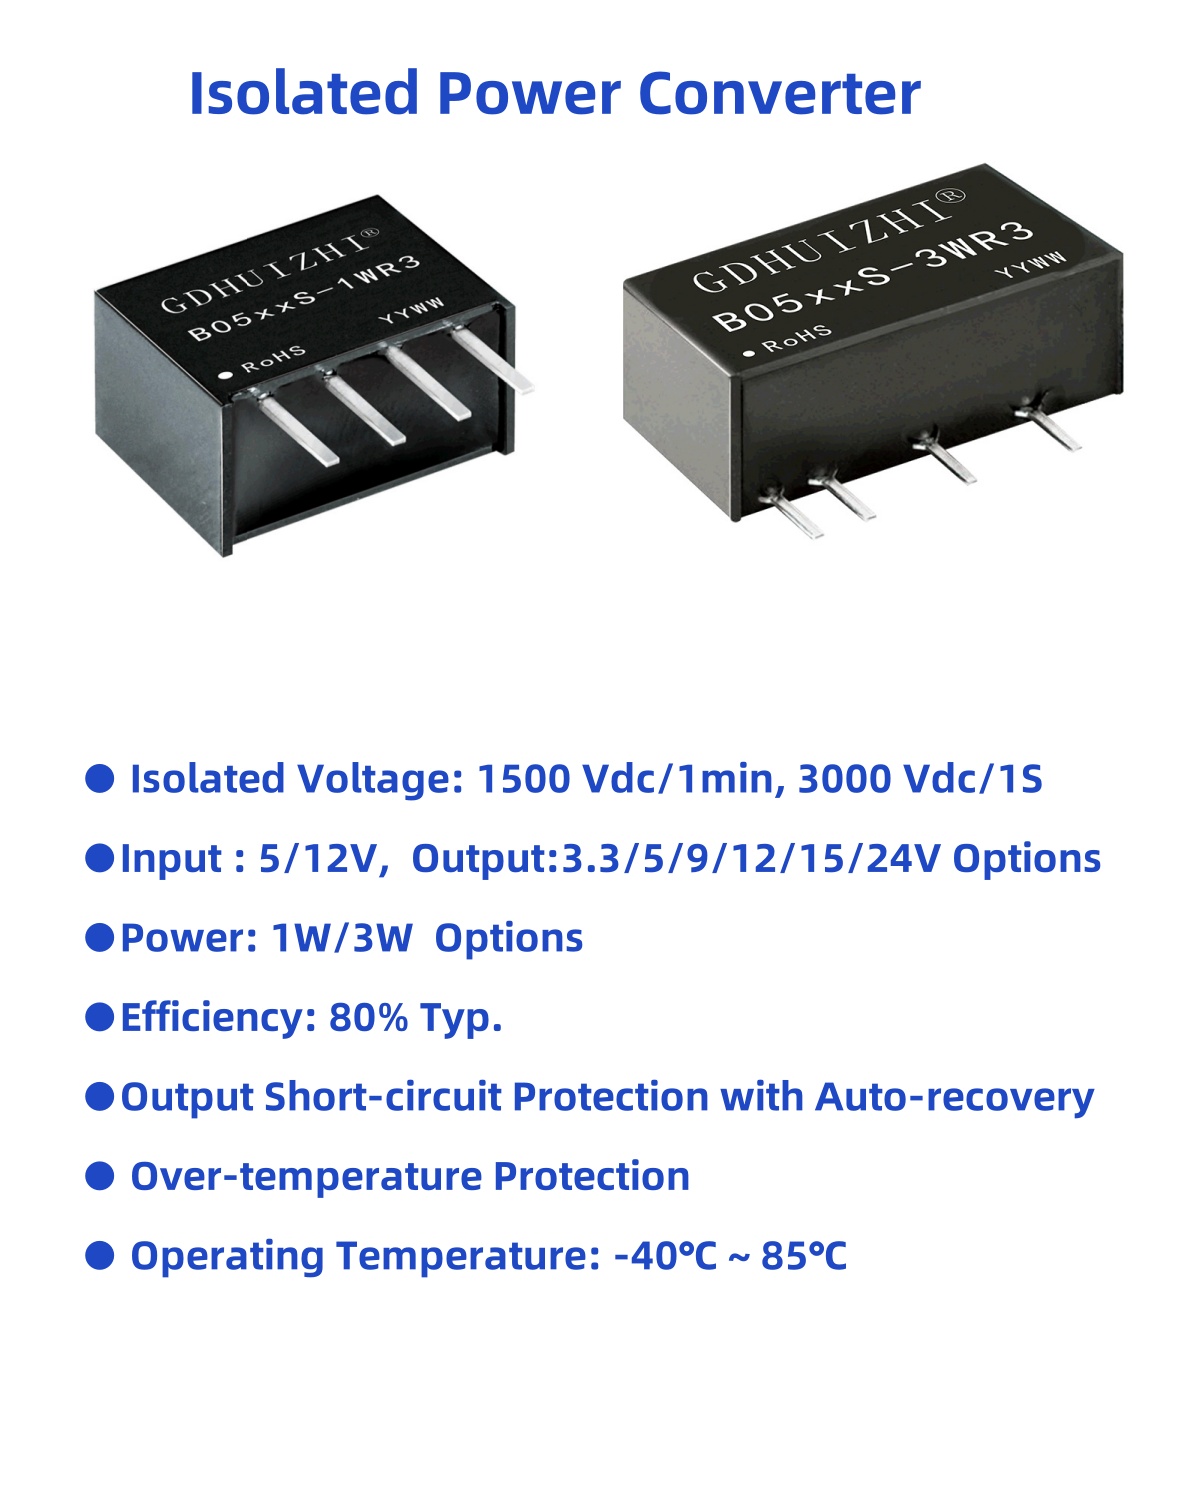 Isolated Power Converter
GDHUIZHI®
B05××S-1WR3
YYWW
RoHS
GDHUIZHI®
B05××S-3WR3
YYWW
RoHS
● Isolated Voltage: 1500 Vdc/1min, 3000 Vdc/1S
●Input : 5/12V, Output:3.3/5/9/12/15/24V Options
●Power: 1W/3W Options
●Efficiency: 80% Typ.
●Output Short-circuit Protection with Auto-recovery
● Over-temperature Protection
● Operating Temperature: -40℃ ~ 85℃